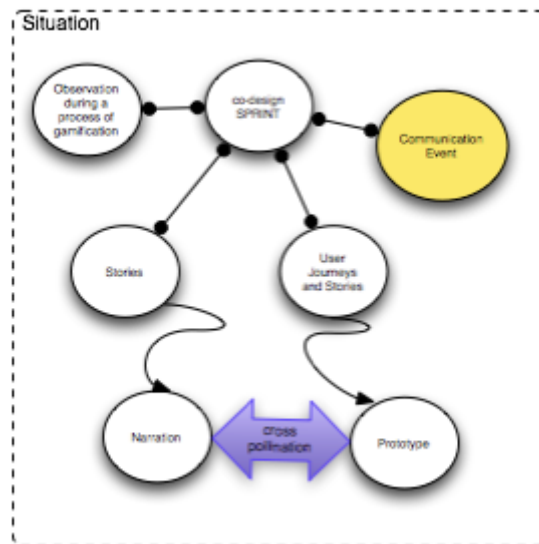 Situation
Observation
during a
process of
gamification
co-design
SPRINT
Communication
Event
Stories
User
Journeys
and Stories
Narration
cross
pollination
Prototype